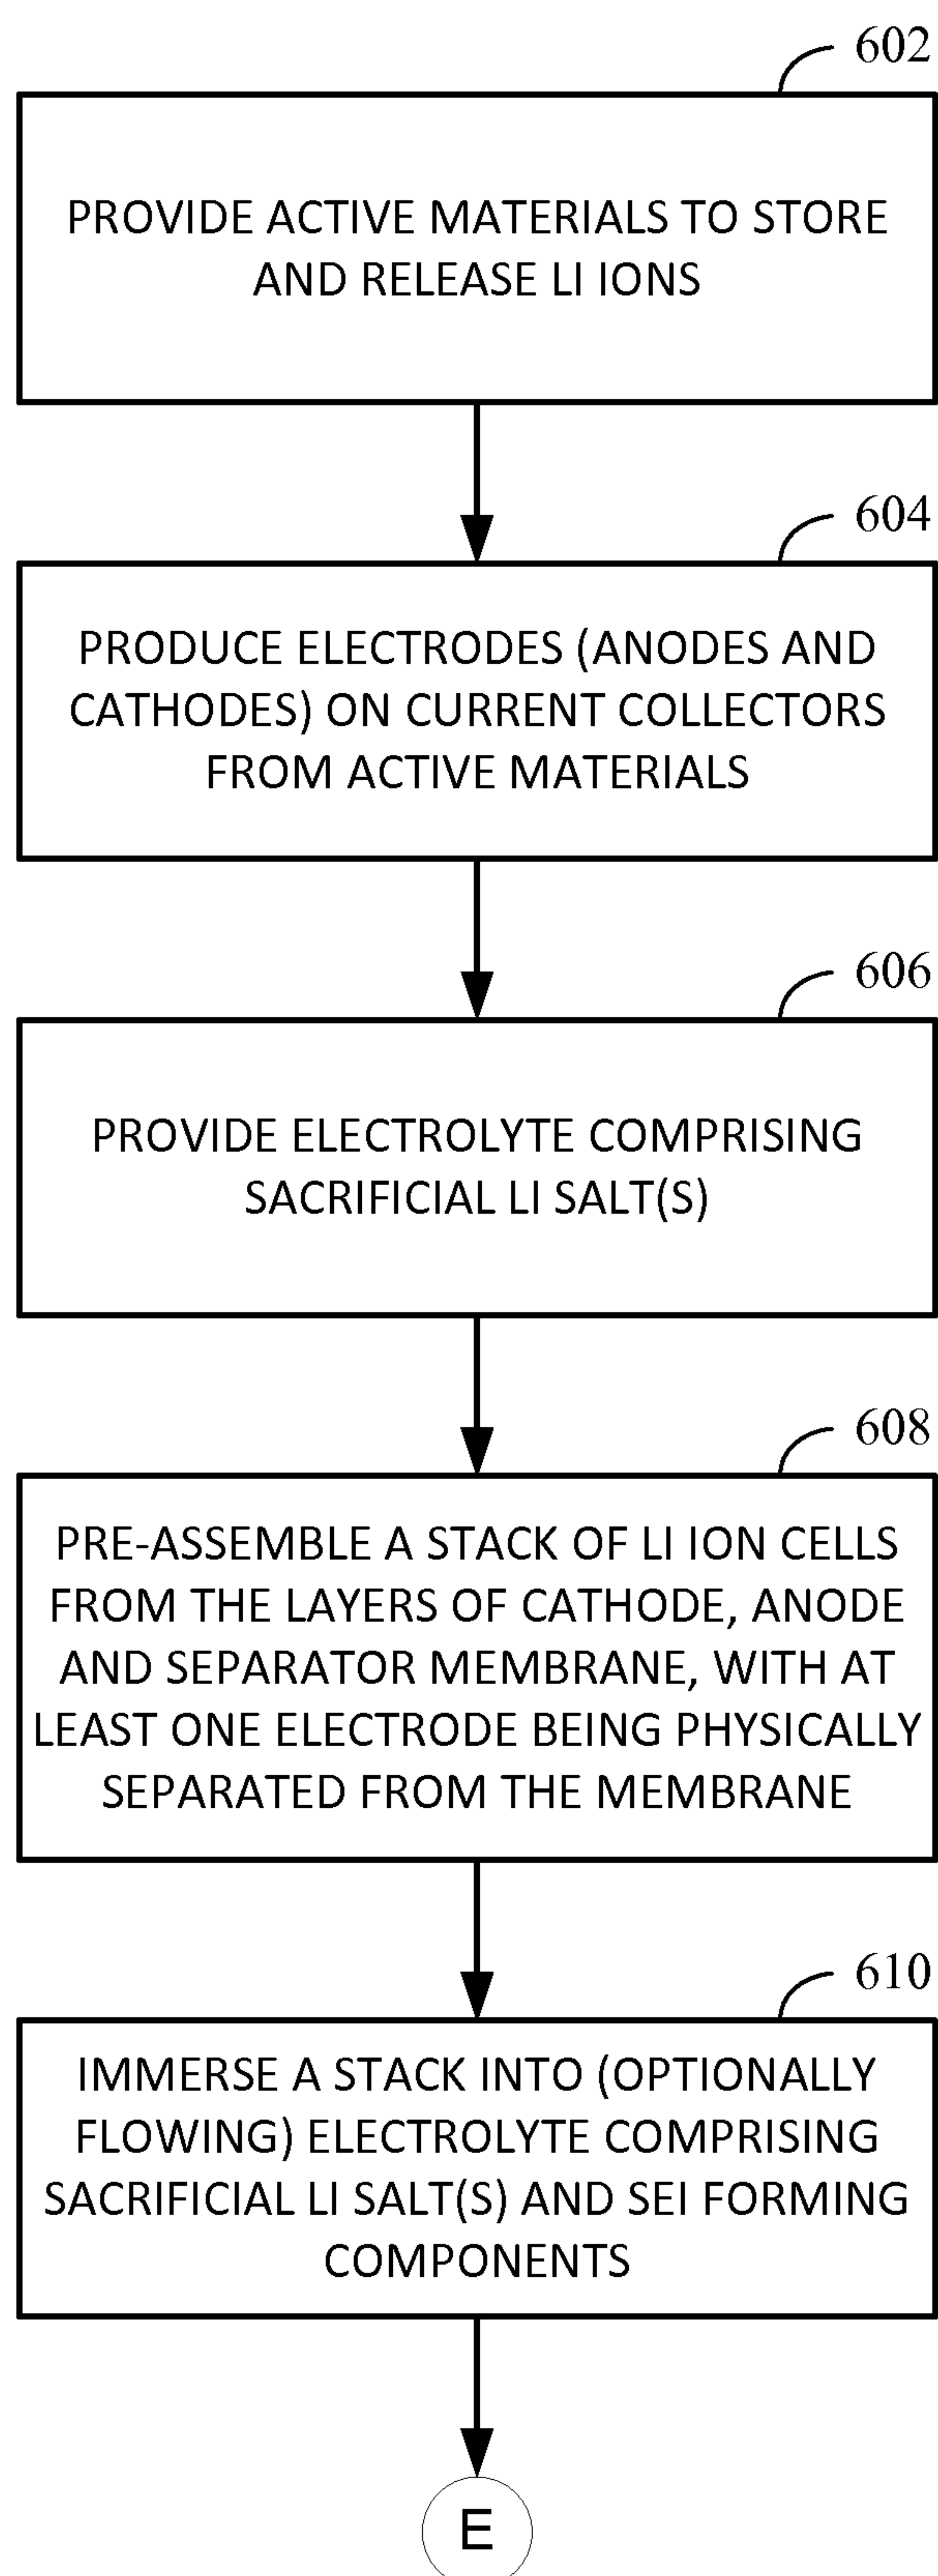 602
PROVIDE ACTIVE MATERIALS TO STORE
AND RELEASE LI IONS
604
PRODUCE ELECTRODES (ANODES AND
CATHODES) ON CURRENT COLLECTORS
FROM ACTIVE MATERIALS
606
PROVIDE ELECTROLYTE COMPRISING
SACRIFICIAL LI SALT(S)
608
PRE-ASSEMBLE A STACK OF LI ION CELLS
FROM THE LAYERS OF CATHODE, ANODE
AND SEPARATOR MEMBRANE, WITH AT
LEAST ONE ELECTRODE BEING PHYSICALLY
SEPARATED FROM THE MEMBRANE
610
IMMERSE A STACK INTO (OPTIONALLY
FLOWING) ELECTROLYTE COMPRISING
SACRIFICIAL LI SALT(S) AND SEI FORMING
COMPONENTS
E